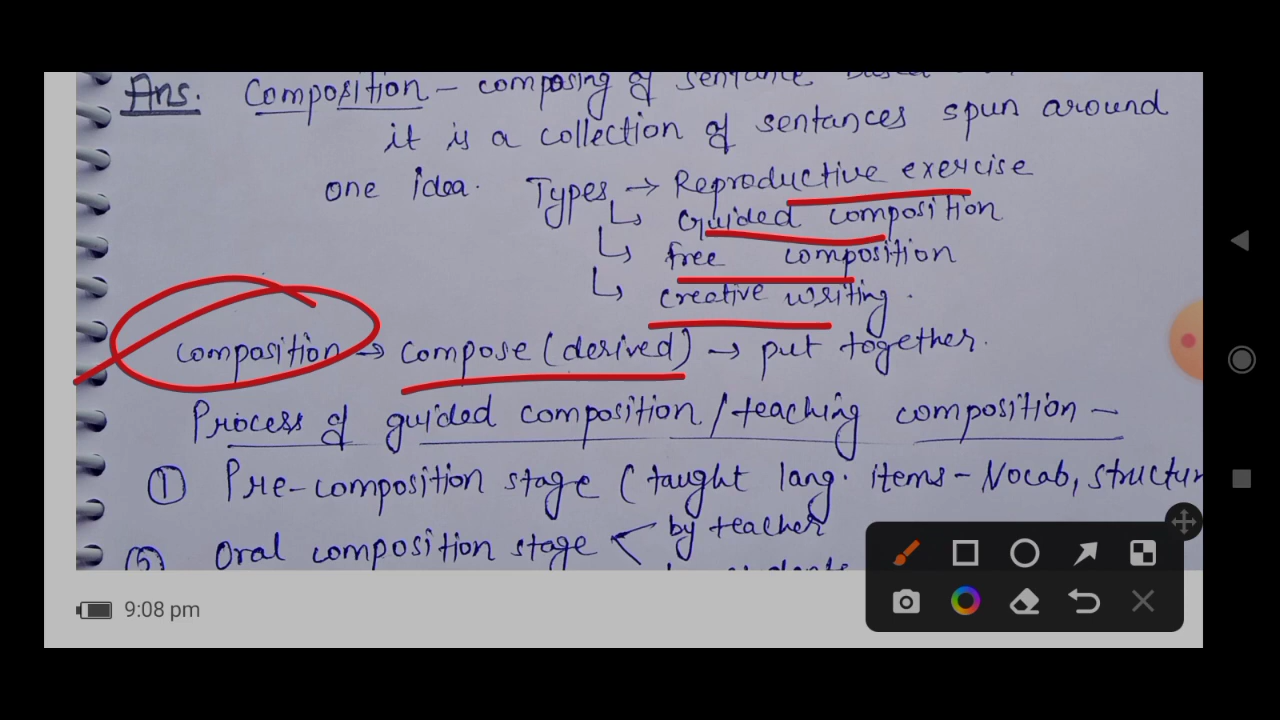 Ans. Composition - composing of sentance
it is a collection of sentances spun around
one idea. Types → Reproductive exercise
↳ Guided composition
↳ free composition
↳ creative writing.
composition → compose (derived) → put together.
Process of guided composition / teaching composition -
① Pre-composition stage (taught lang. items - Vocab, structur
Oral composition stage < by teacher
9:08 pm